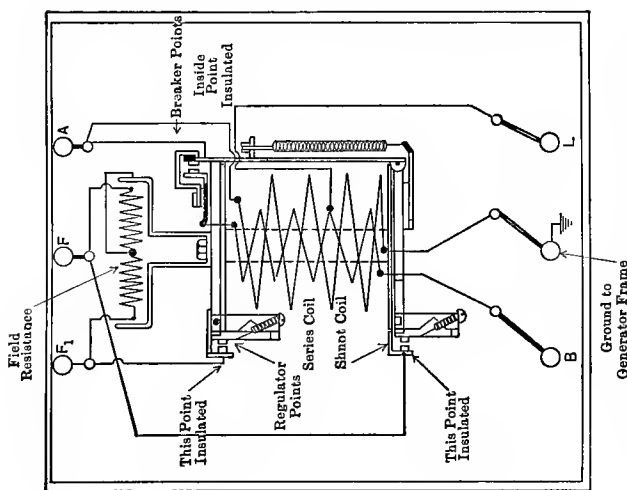 Field
Resistance
F1
F
A
Breaker Points
Inside
Point
Insulated
This Point
Insulated
Regulator
Points
Series Coil
Shnot Coil
This Point
Insulated
B
Ground to
Generator Frame
L